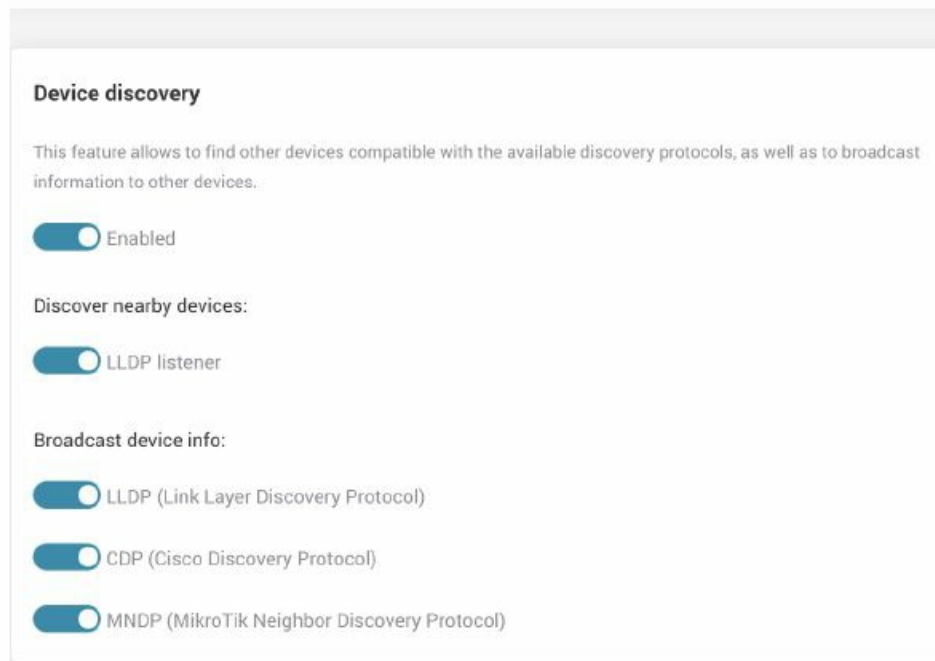 Device discovery
This feature allows to find other devices compatible with the available discovery protocols, as well as to broadcast
information to other devices.
Enabled
Discover nearby devices:
LLDP listener
Broadcast device info:
LLDP (Link Layer Discovery Protocol)
CDP (Cisco Discovery Protocol)
MNDP (MikroTik Neighbor Discovery Protocol)